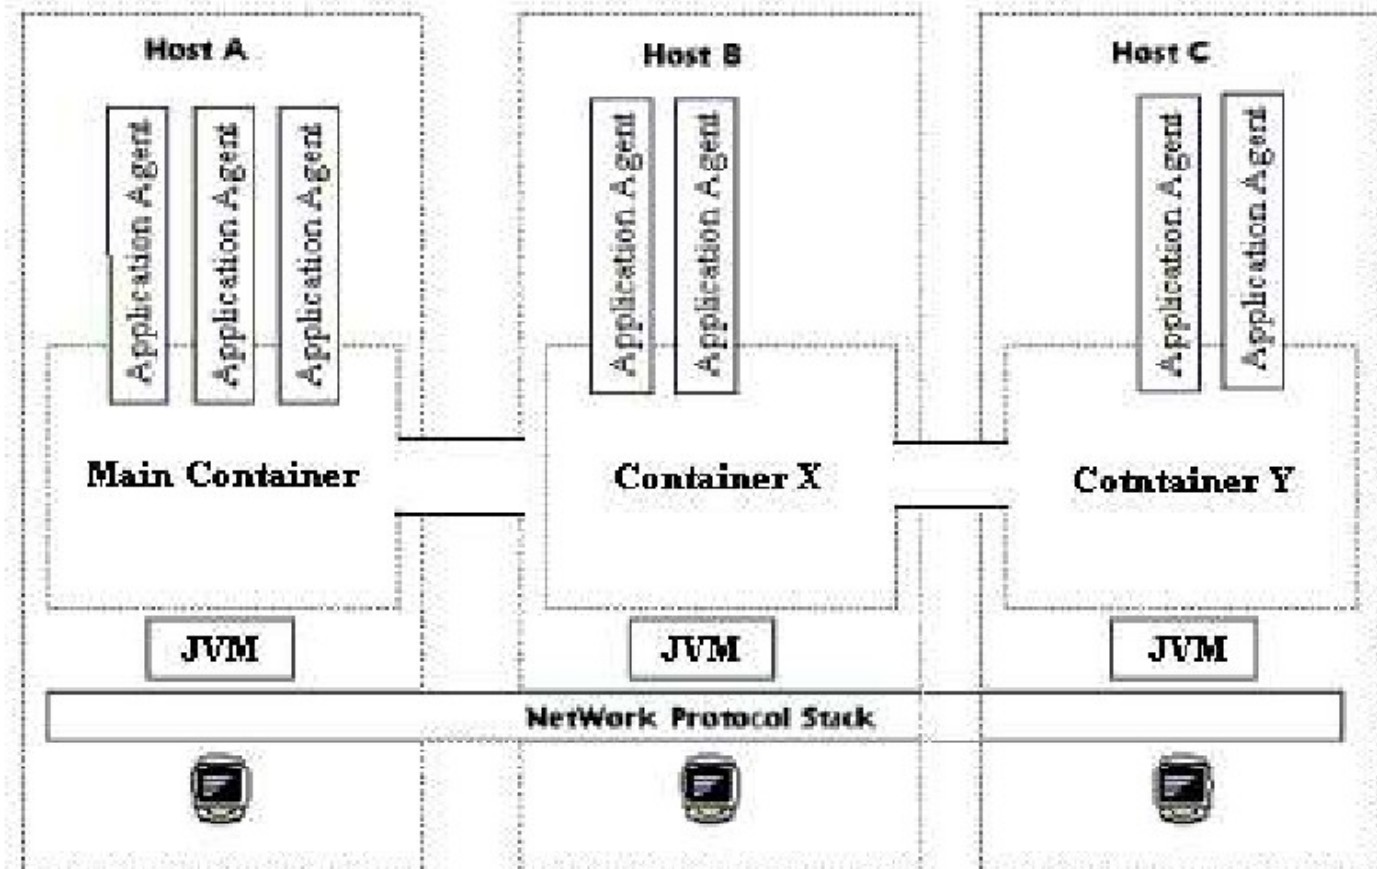 Host A
Host B
Host C
Application Agent
Application Agent
Application Agent
Application Agent
Application Agent
Application Agent
Application Agent
Main Container
Container X
Cotntainer Y
JVM
JVM
JVM
NetWork Protocol Stack